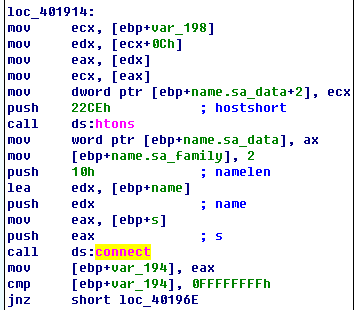 loc_401914:
mov     ecx, [ebp+var_198]
mov     edx, [ecx+0Ch]
mov     eax, [edx]
mov     ecx, [eax]
mov     dword ptr [ebp+name.sa_data+2], ecx
push    22CEh           ; hostshort
call    ds:htons
mov     word ptr [ebp+name.sa_data], ax
mov     [ebp+name.sa_family], 2
push    10h             ; namelen
lea     edx, [ebp+name]
push    edx             ; name
mov     eax, [ebp+s]
push    eax             ; s
call    ds:connect
mov     [ebp+var_194], eax
cmp     [ebp+var_194], 0FFFFFFFFh
jnz     short loc_40196E